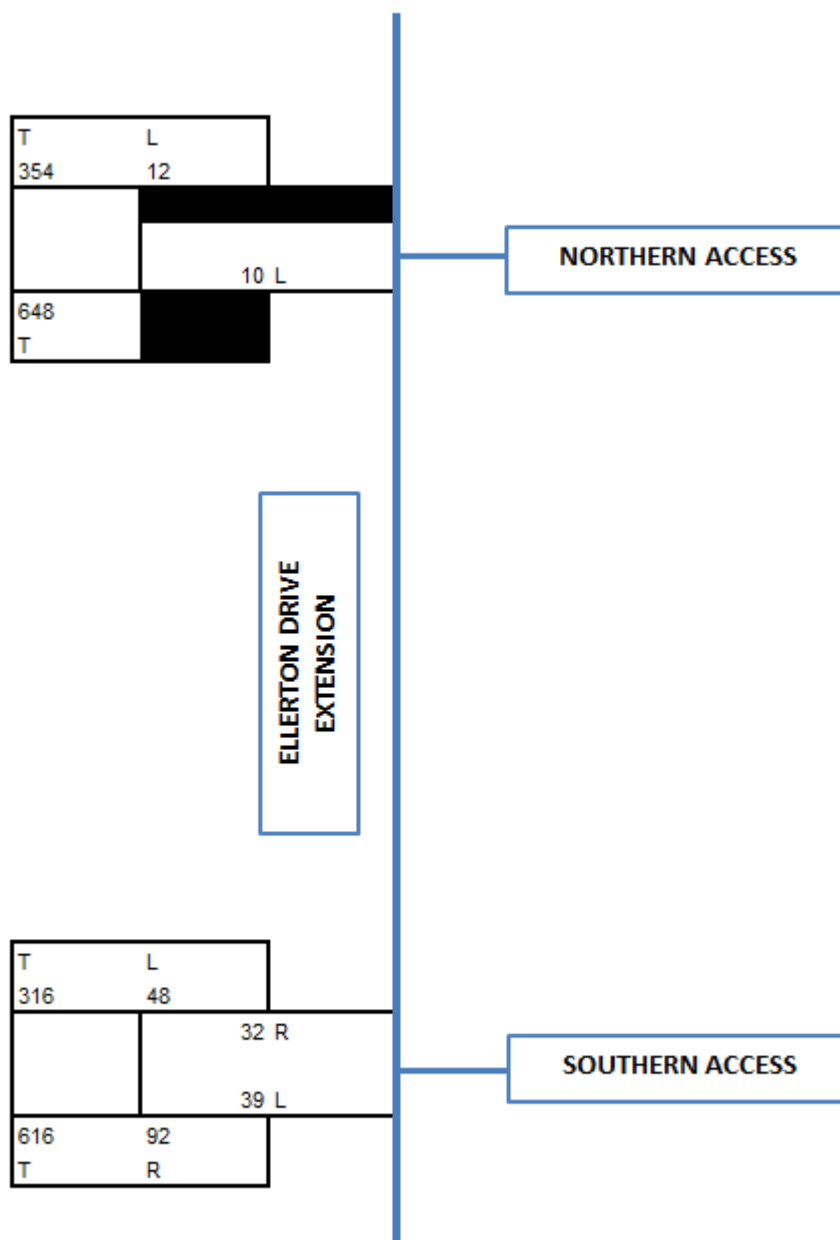 T L
354 12
NORTHERN ACCESS
10 L
648
T
ELLERTON DRIVE
EXTENSION
T L
316 48
32 R
SOUTHERN ACCESS
39 L
616 92
T R